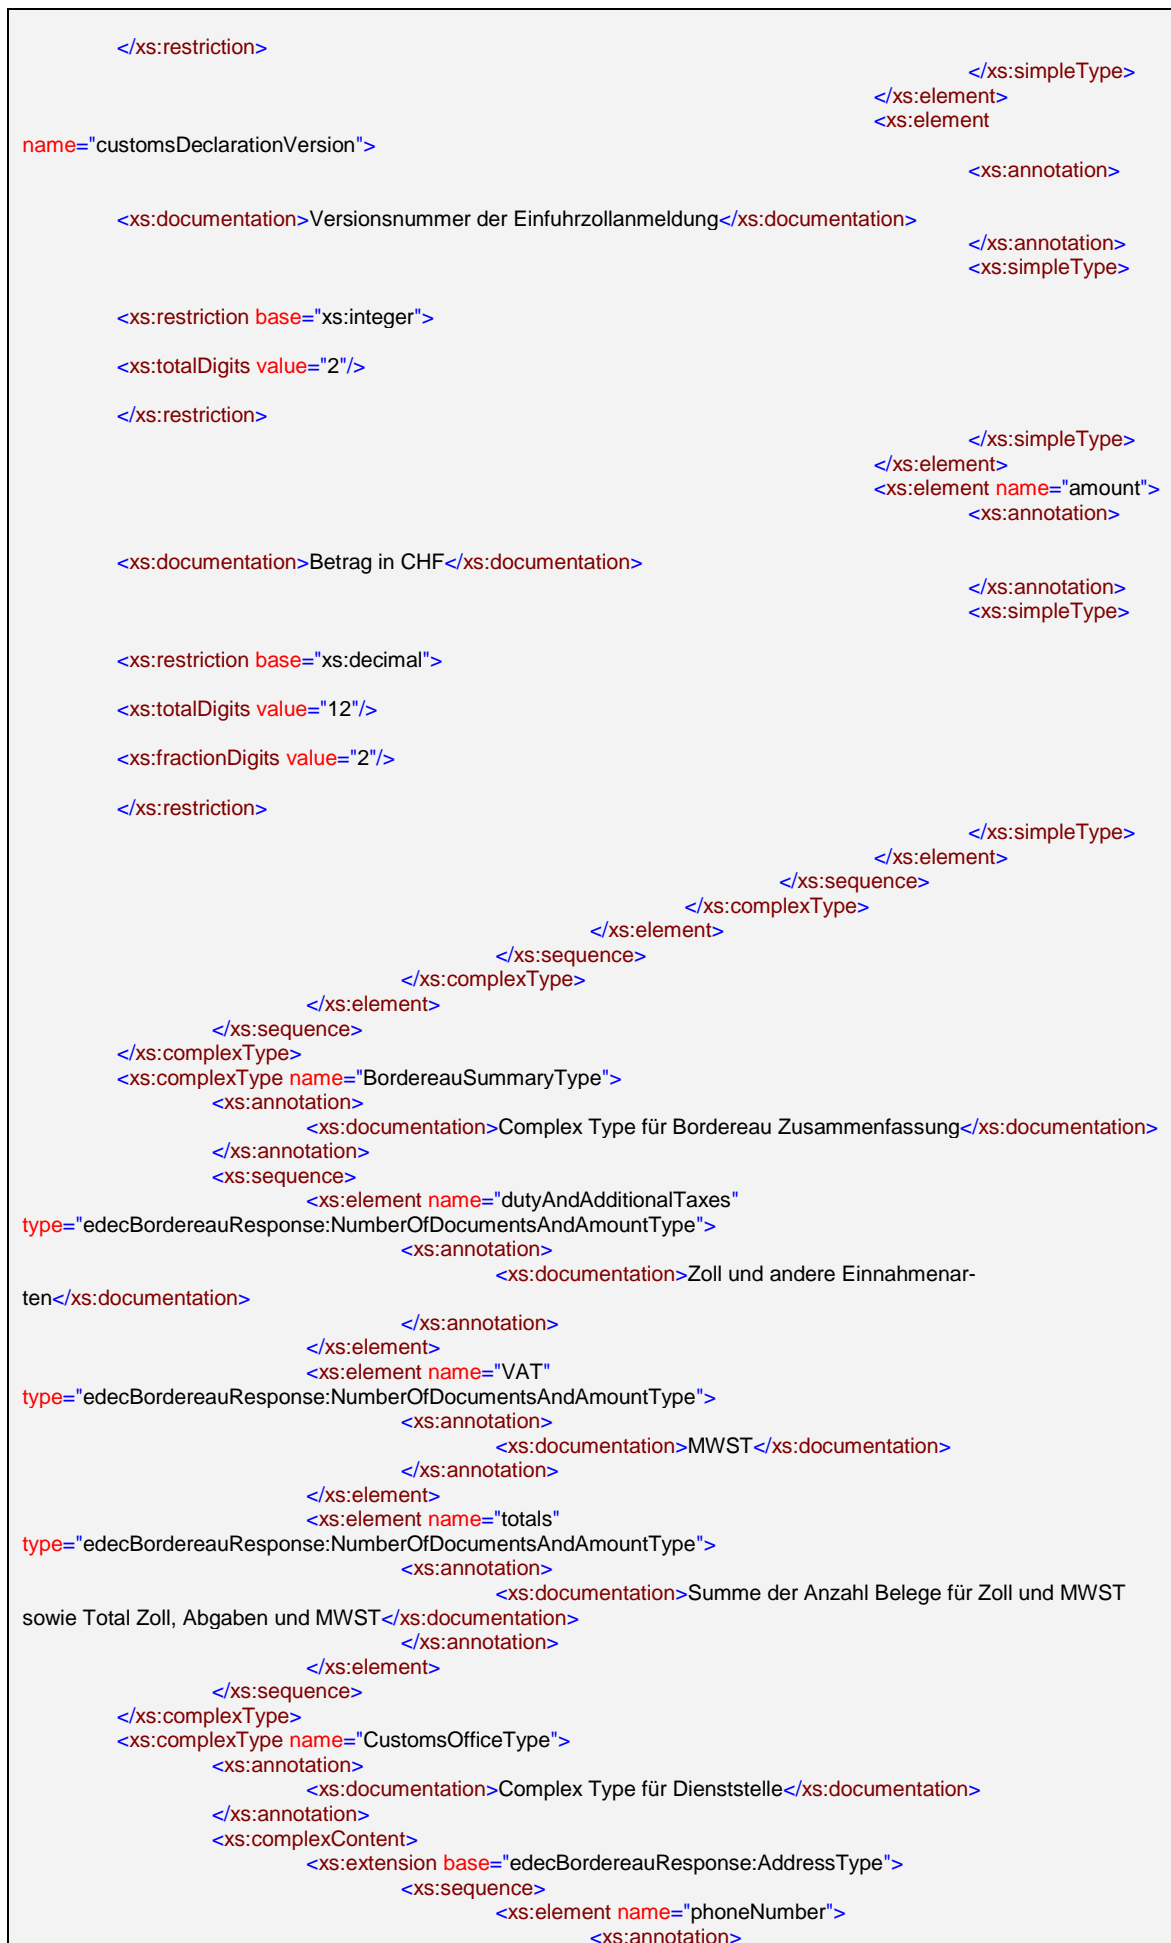 </xs:restriction>
</xs:simpleType>
</xs:element>
<xs:element
name="customsDeclarationVersion">
<xs:annotation>
<xs:documentation>Versionsnummer der Einfuhrzollanmeldung</xs:documentation>
</xs:annotation>
<xs:simpleType>
<xs:restriction base="xs:integer">
<xs:totalDigits value="2"/>
</xs:restriction>
</xs:simpleType>
</xs:element>
<xs:element name="amount">
<xs:annotation>
<xs:documentation>Betrag in CHF</xs:documentation>
</xs:annotation>
<xs:simpleType>
<xs:restriction base="xs:decimal">
<xs:totalDigits value="12"/>
<xs:fractionDigits value="2"/>
</xs:restriction>
</xs:simpleType>
</xs:element>
</xs:sequence>
</xs:complexType>
</xs:element>
</xs:sequence>
</xs:complexType>
</xs:element>
</xs:sequence>
</xs:complexType>
<xs:complexType name="BordereauSummaryType">
<xs:annotation>
<xs:documentation>Complex Type für Bordereau Zusammenfassung</xs:documentation>
</xs:annotation>
<xs:sequence>
<xs:element name="dutyAndAdditionalTaxes"
type="edecBordereauResponse:NumberOfDocumentsAndAmountType">
<xs:annotation>
<xs:documentation>Zoll und andere Einnahmenar-
ten</xs:documentation>
</xs:annotation>
</xs:element>
<xs:element name="VAT"
type="edecBordereauResponse:NumberOfDocumentsAndAmountType">
<xs:annotation>
<xs:documentation>MWST</xs:documentation>
</xs:annotation>
</xs:element>
<xs:element name="totals"
type="edecBordereauResponse:NumberOfDocumentsAndAmountType">
<xs:annotation>
<xs:documentation>Summe der Anzahl Belege für Zoll und MWST
sowie Total Zoll, Abgaben und MWST</xs:documentation>
</xs:annotation>
</xs:element>
</xs:sequence>
</xs:complexType>
<xs:complexType name="CustomsOfficeType">
<xs:annotation>
<xs:documentation>Complex Type für Dienststelle</xs:documentation>
</xs:annotation>
<xs:complexContent>
<xs:extension base="edecBordereauResponse:AddressType">
<xs:sequence>
<xs:element name="phoneNumber">
<xs:annotation>